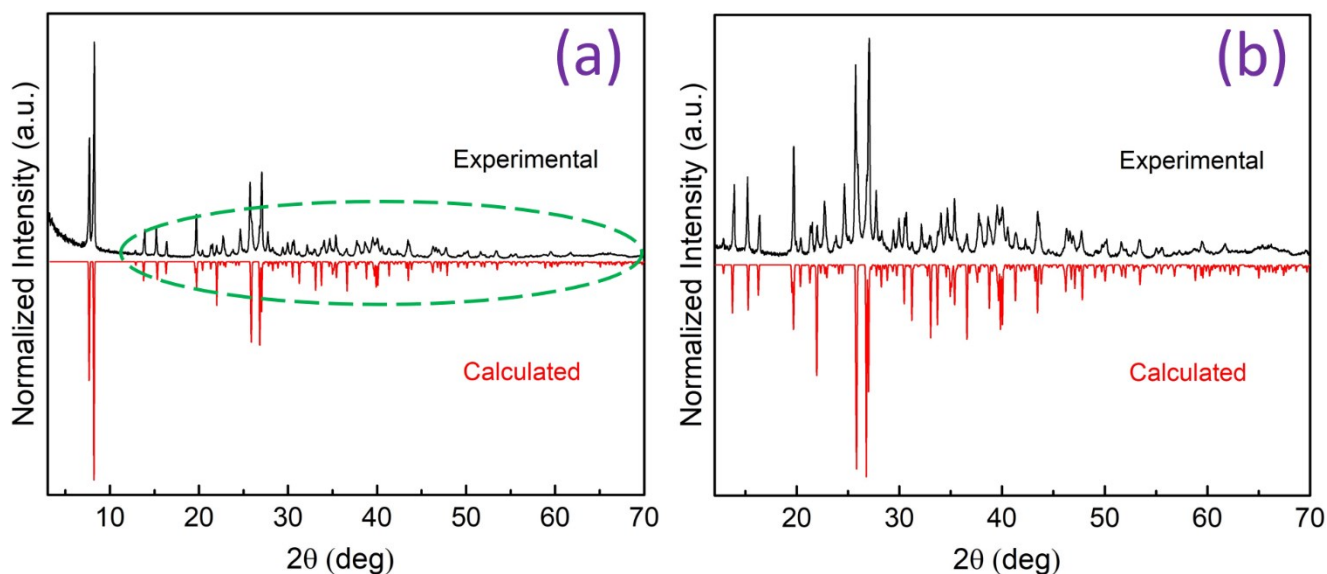 (a)
Normalized Intensity (a.u.)
Experimental
Calculated
10 20 30 40 50 60 70
2θ (deg)
(b)
Normalized Intensity (a.u.)
Experimental
Calculated
20 30 40 50 60 70
2θ (deg)